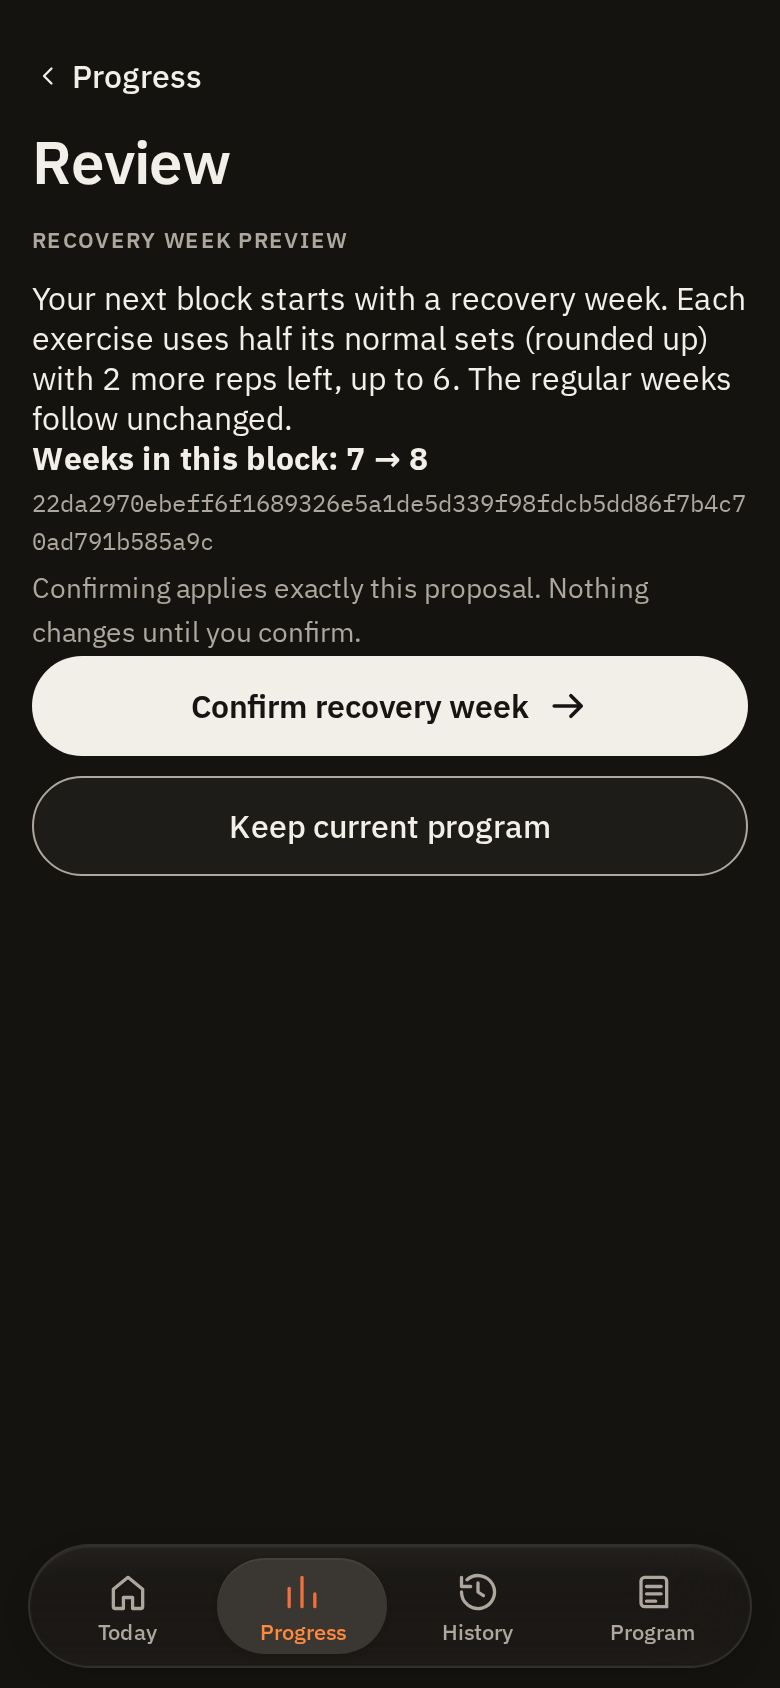 Progress
Review
RECOVERY WEEK PREVIEW
Your next block starts with a recovery week. Each
exercise uses half its normal sets (rounded up)
with 2 more reps left, up to 6. The regular weeks
follow unchanged.
Weeks in this block: 7 → 8
22da2970ebeff6f1689326e5a1de5d339f98fdcb5dd86f7b4c7
0ad791b585a9c
Confirming applies exactly this proposal. Nothing
changes until you confirm.
Confirm recovery week →
Keep current program
Today
Progress
History
Program